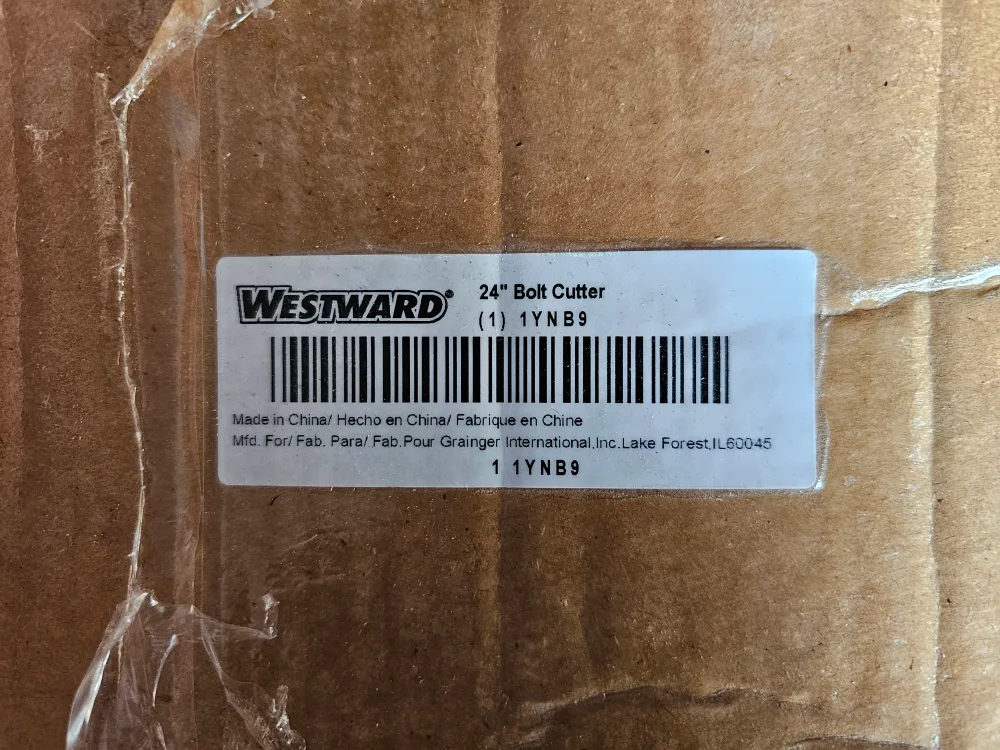 WESTWARD® 24" Bolt Cutter
(1) 1YNB9
Made in China/ Hecho en China/ Fabrique en Chine
Mfd. For/ Fab. Para/ Fab.Pour Grainger International,Inc.Lake Forest,IL60045
1 1YNB9